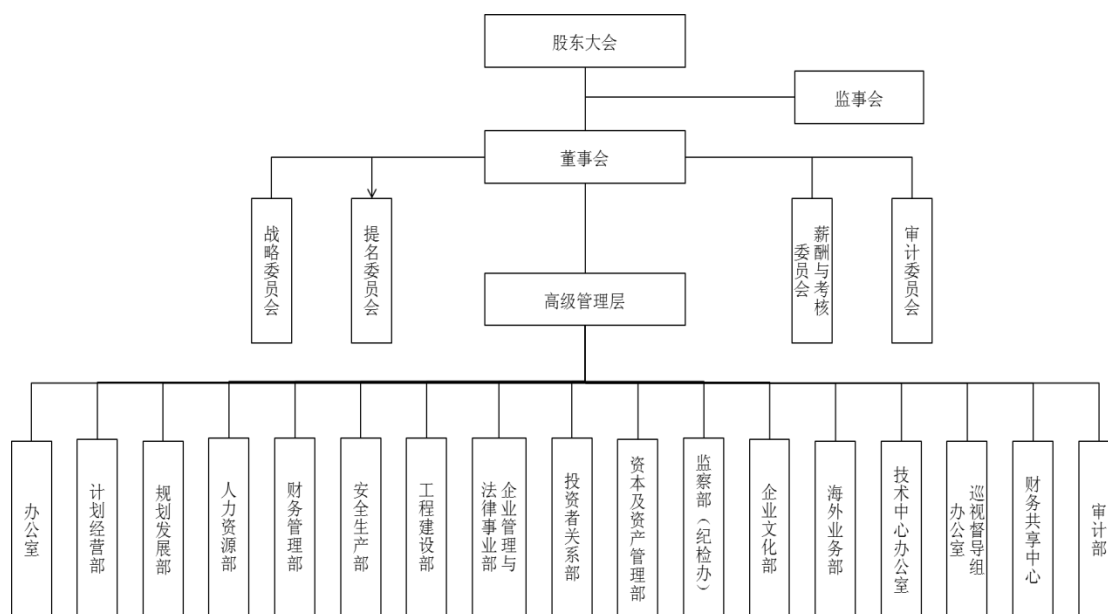 股东大会
监事会
董事会
战略委员会
提名委员会
薪酬与考核
委员会
审计委员会
高级管理层
办公室
计划经营部
规划发展部
人力资源部
财务管理部
安全生产部
工程建设部
企业管理与
法律事业部
投资者关系部
资本及资产管理部
监察部（纪检办）
企业文化部
海外业务部
技术中心办公室
巡视督导组
办公室
财务共享中心
审计部